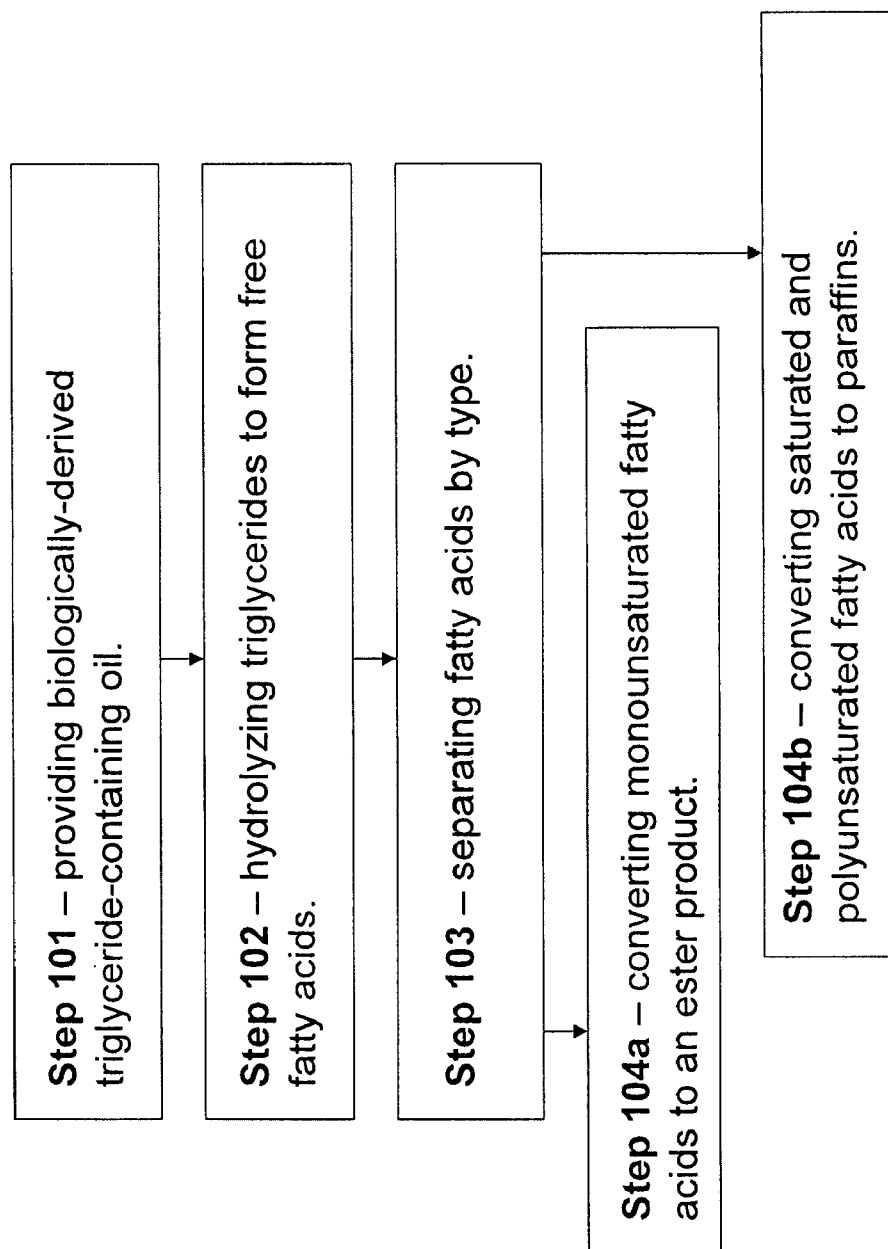 Step 101 – providing biologically-derived
triglyceride-containing oil.
Step 102 – hydrolyzing triglycerides to form free
fatty acids.
Step 103 – separating fatty acids by type.
Step 104a – converting monounsaturated fatty
acids to an ester product.
Step 104b – converting saturated and
polyunsaturated fatty acids to paraffins.